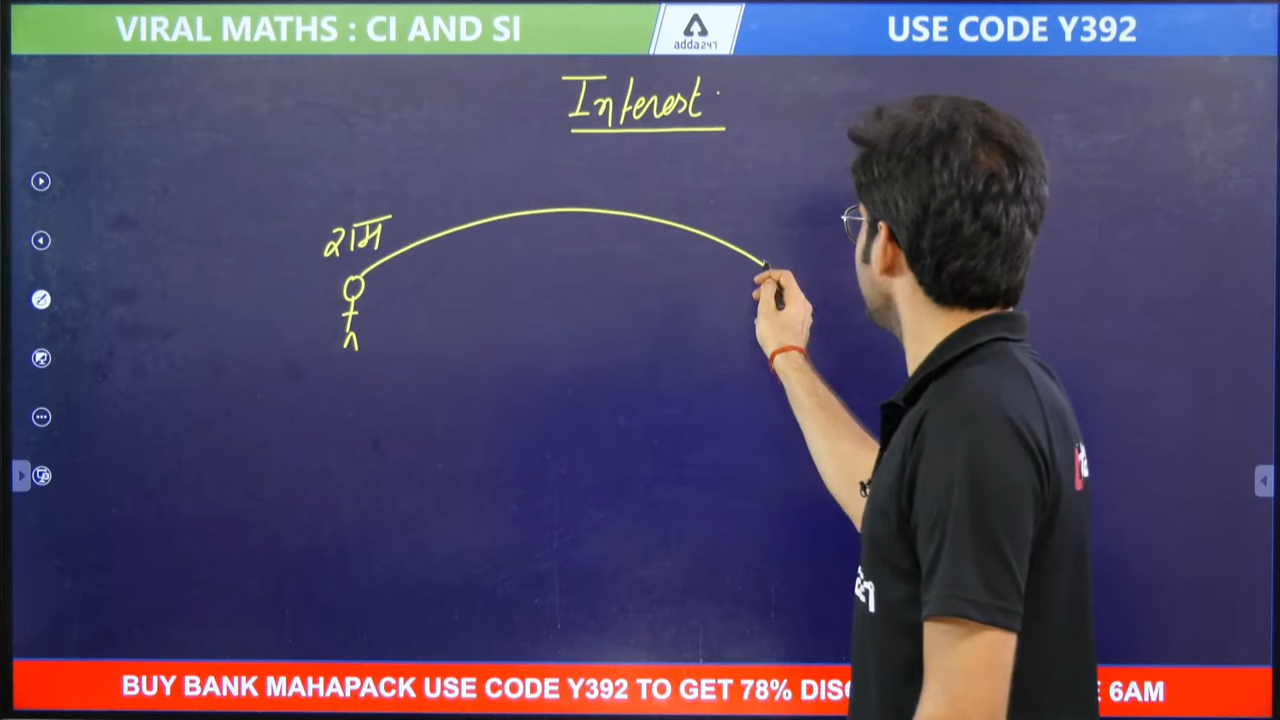 VIRAL MATHS : CI AND SI
adda247
USE CODE Y392
Interest
राम
BUY BANK MAHAPACK USE CODE Y392 TO GET 78% DISC
6AM